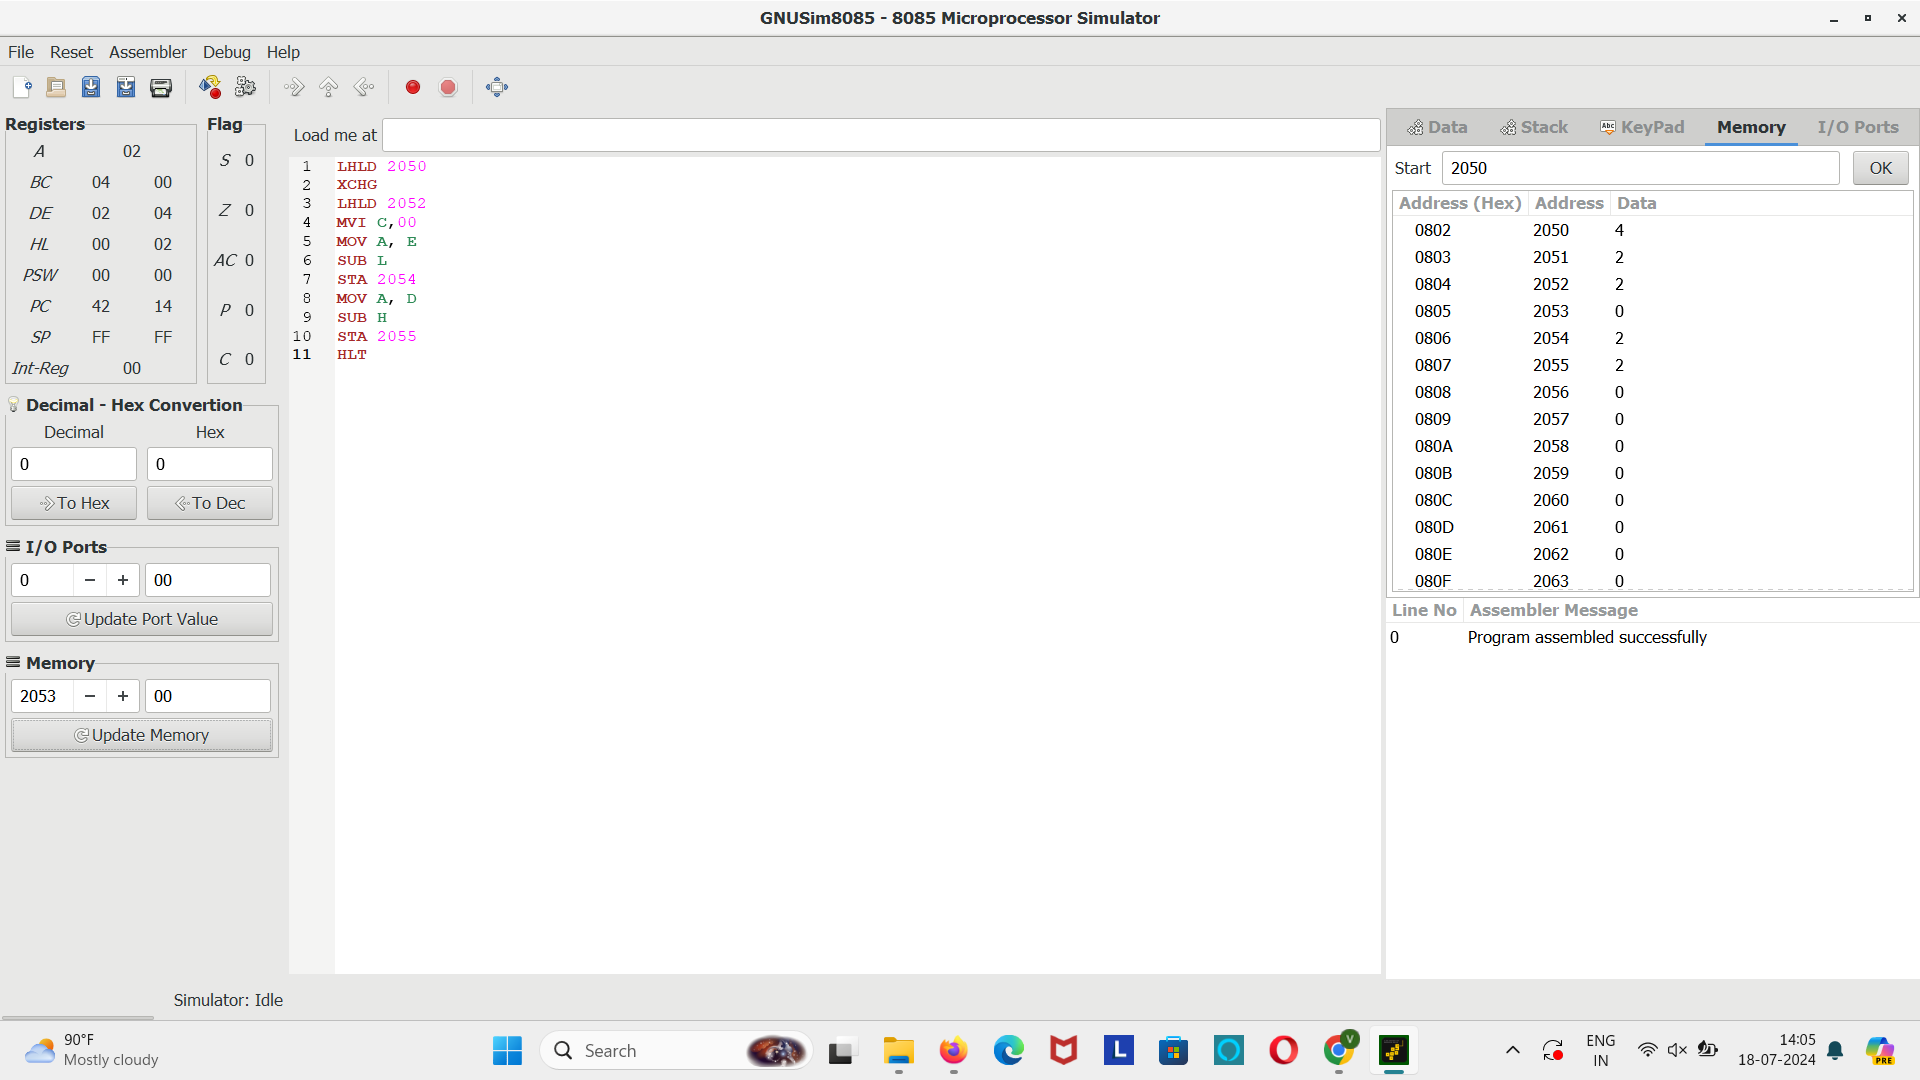 GNUSim8085 - 8085 Microprocessor Simulator
File Reset Assembler Debug Help
Registers
A 02
BC 04 00
DE 02 04
HL 00 02
PSW 00 00
PC 42 14
SP FF FF
Int-Reg 00
Flag
S 0
Z 0
AC 0
P 0
C 0
Decimal - Hex Convertion
Decimal Hex
0 0
To Hex To Dec
I/O Ports
0 − + 00
Update Port Value
Memory
2053 − + 00
Update Memory
Load me at
1 LHLD 2050
2 XCHG
3 LHLD 2052
4 MVI C,00
5 MOV A, E
6 SUB L
7 STA 2054
8 MOV A, D
9 SUB H
10 STA 2055
11 HLT
Data Stack Abc KeyPad Memory I/O Ports
Start 2050 OK
Address (Hex) Address Data
0802 2050 4
0803 2051 2
0804 2052 2
0805 2053 0
0806 2054 2
0807 2055 2
0808 2056 0
0809 2057 0
080A 2058 0
080B 2059 0
080C 2060 0
080D 2061 0
080E 2062 0
080F 2063 0
Line No Assembler Message
0 Program assembled successfully
Simulator: Idle
90°F
Mostly cloudy
Search
L
V
ENG
IN
14:05
18-07-2024
PRE